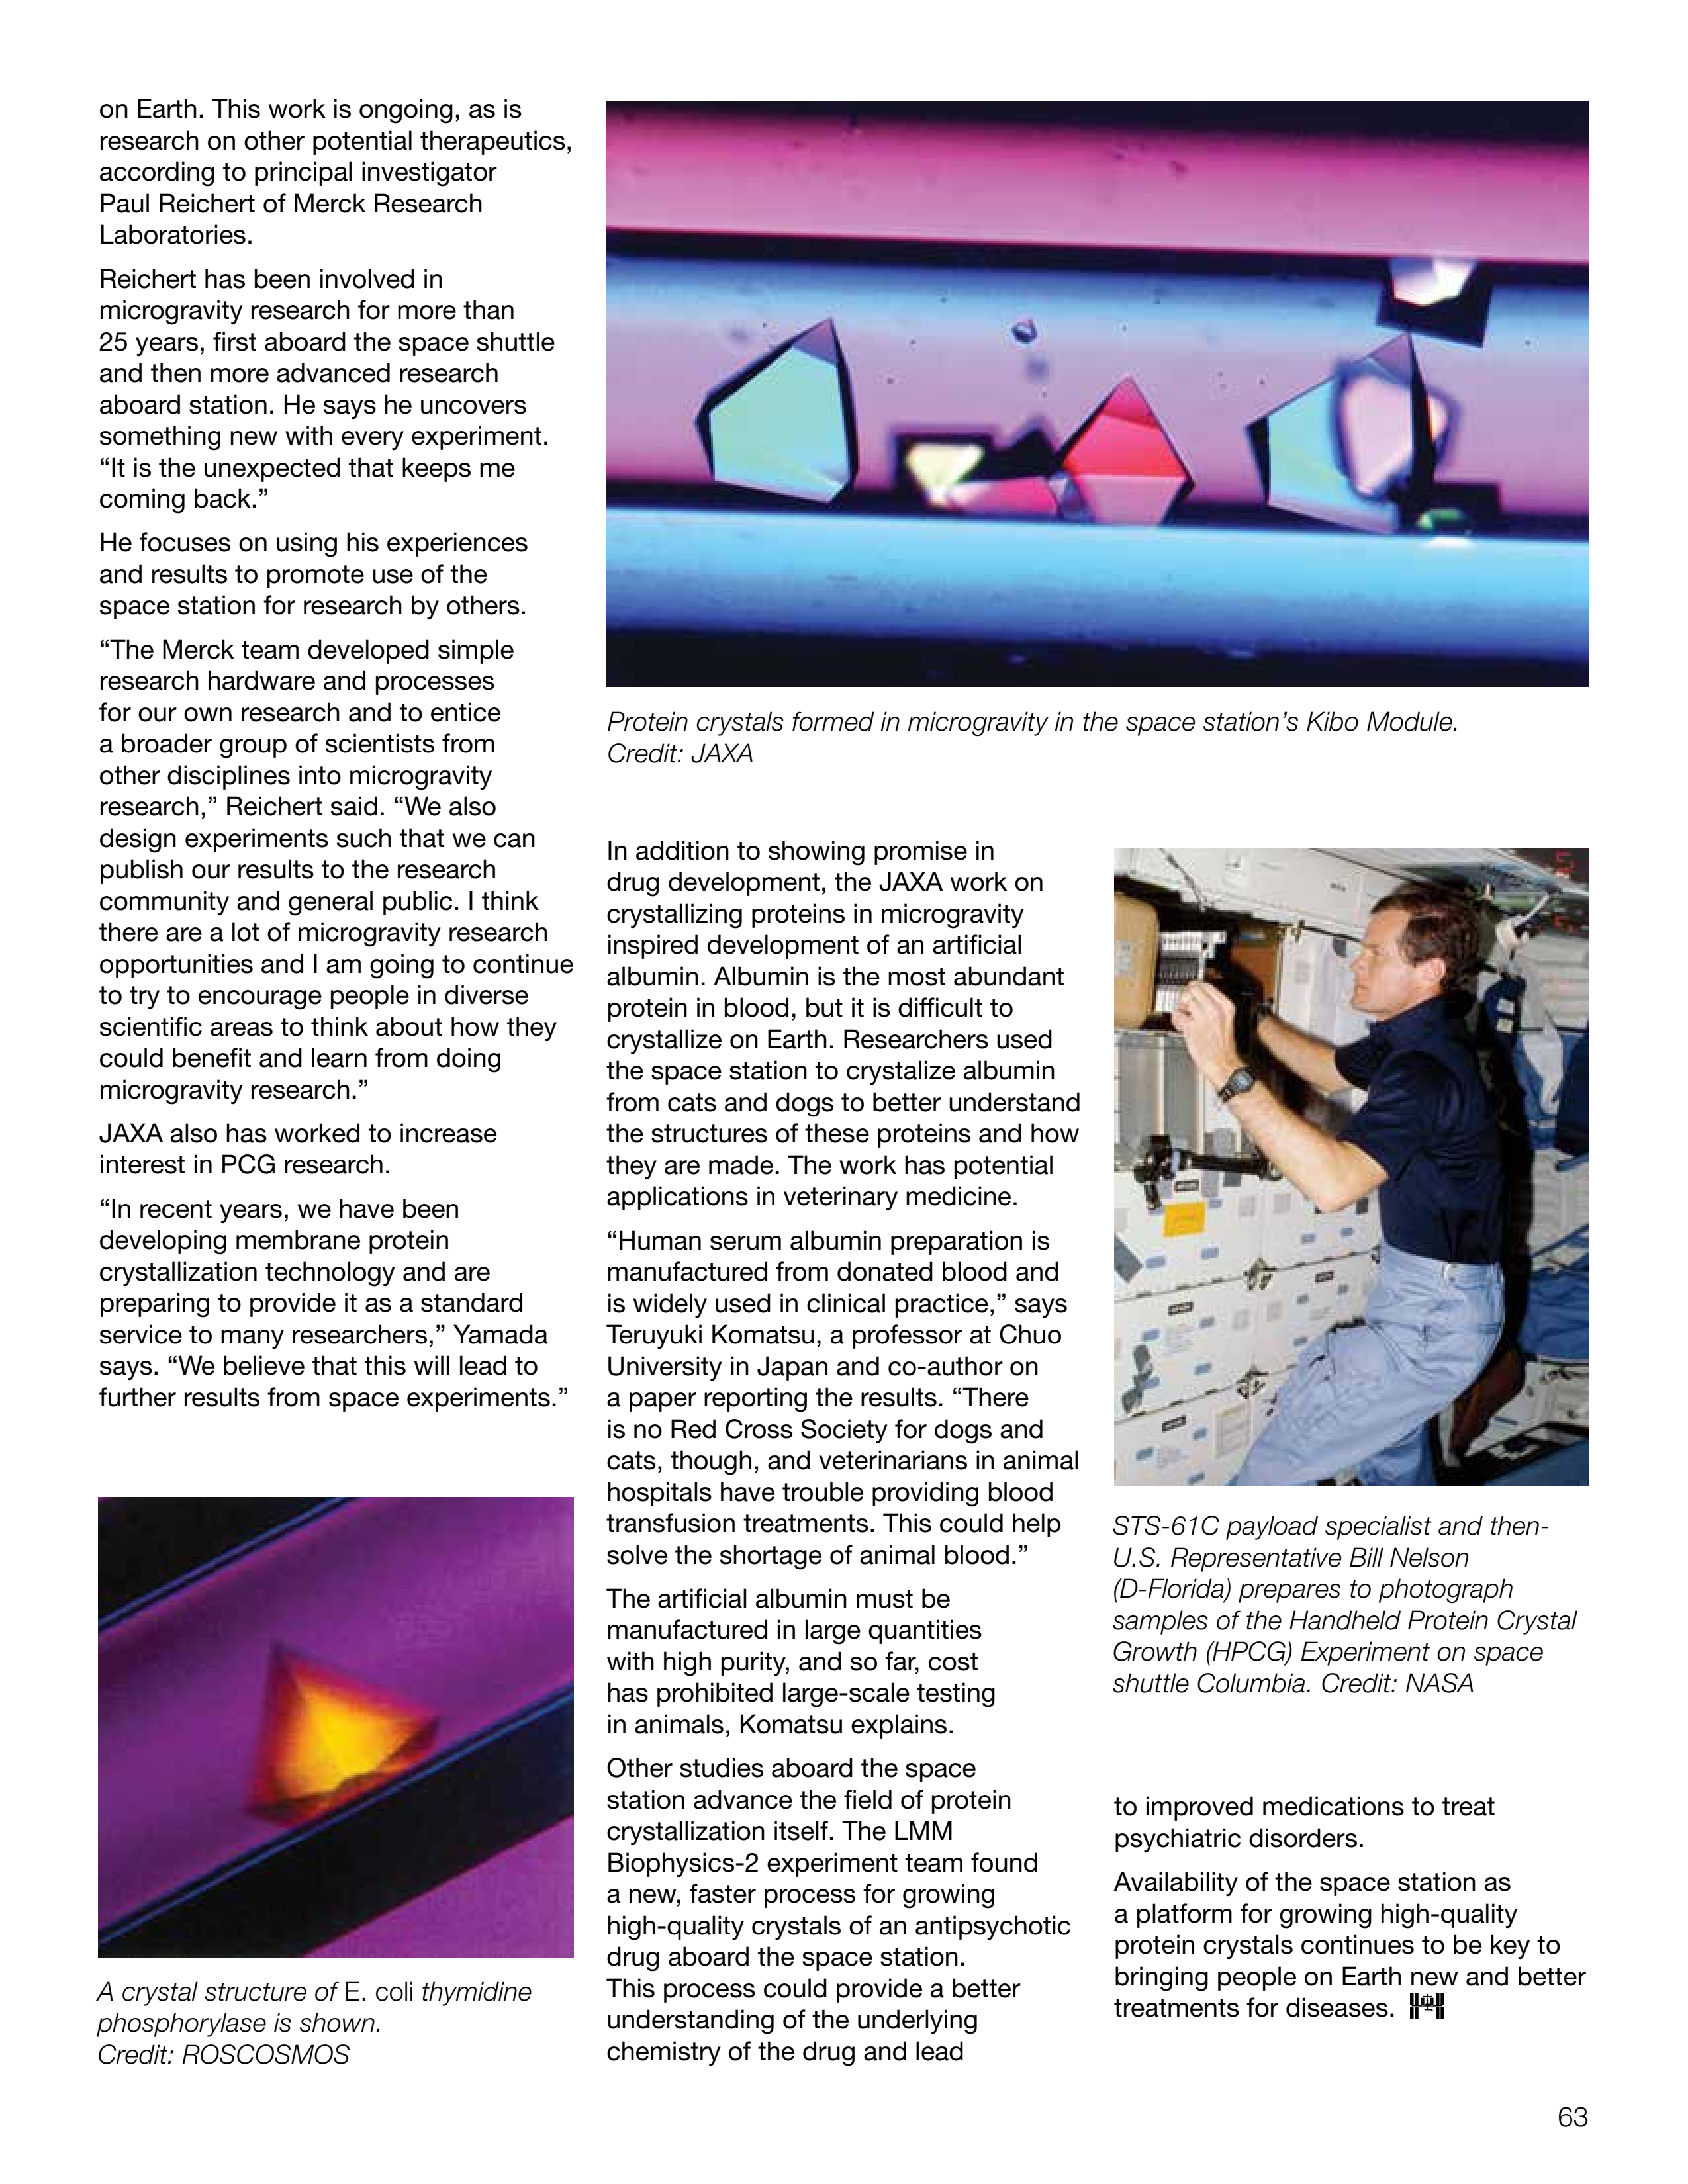 on Earth. This work is ongoing, as is
research on other potential therapeutics,
according to principal investigator
Paul Reichert of Merck Research
Laboratories.
Reichert has been involved in
microgravity research for more than
25 years, first aboard the space shuttle
and then more advanced research
aboard station. He says he uncovers
something new with every experiment.
“It is the unexpected that keeps me
coming back.”
He focuses on using his experiences
and results to promote use of the
space station for research by others.
“The Merck team developed simple
research hardware and processes
for our own research and to entice
a broader group of scientists from
other disciplines into microgravity
research,” Reichert said. “We also
design experiments such that we can
publish our results to the research
community and general public. I think
there are a lot of microgravity research
opportunities and I am going to continue
to try to encourage people in diverse
scientific areas to think about how they
could benefit and learn from doing
microgravity research.”
JAXA also has worked to increase
interest in PCG research.
“In recent years, we have been
developing membrane protein
crystallization technology and are
preparing to provide it as a standard
service to many researchers,” Yamada
says. “We believe that this will lead to
further results from space experiments.”
A crystal structure of E. coli thymidine
phosphorylase is shown.
Credit: ROSCOSMOS
Protein crystals formed in microgravity in the space station’s Kibo Module.
Credit: JAXA
In addition to showing promise in
drug development, the JAXA work on
crystallizing proteins in microgravity
inspired development of an artificial
albumin. Albumin is the most abundant
protein in blood, but it is difficult to
crystallize on Earth. Researchers used
the space station to crystalize albumin
from cats and dogs to better understand
the structures of these proteins and how
they are made. The work has potential
applications in veterinary medicine.
“Human serum albumin preparation is
manufactured from donated blood and
is widely used in clinical practice,” says
Teruyuki Komatsu, a professor at Chuo
University in Japan and co-author on
a paper reporting the results. “There
is no Red Cross Society for dogs and
cats, though, and veterinarians in animal
hospitals have trouble providing blood
transfusion treatments. This could help
solve the shortage of animal blood.”
The artificial albumin must be
manufactured in large quantities
with high purity, and so far, cost
has prohibited large-scale testing
in animals, Komatsu explains.
Other studies aboard the space
station advance the field of protein
crystallization itself. The LMM
Biophysics-2 experiment team found
a new, faster process for growing
high-quality crystals of an antipsychotic
drug aboard the space station.
This process could provide a better
understanding of the underlying
chemistry of the drug and lead
STS-61C payload specialist and then-
U.S. Representative Bill Nelson
(D-Florida) prepares to photograph
samples of the Handheld Protein Crystal
Growth (HPCG) Experiment on space
shuttle Columbia. Credit: NASA
to improved medications to treat
psychiatric disorders.
Availability of the space station as
a platform for growing high-quality
protein crystals continues to be key to
bringing people on Earth new and better
treatments for diseases.
63